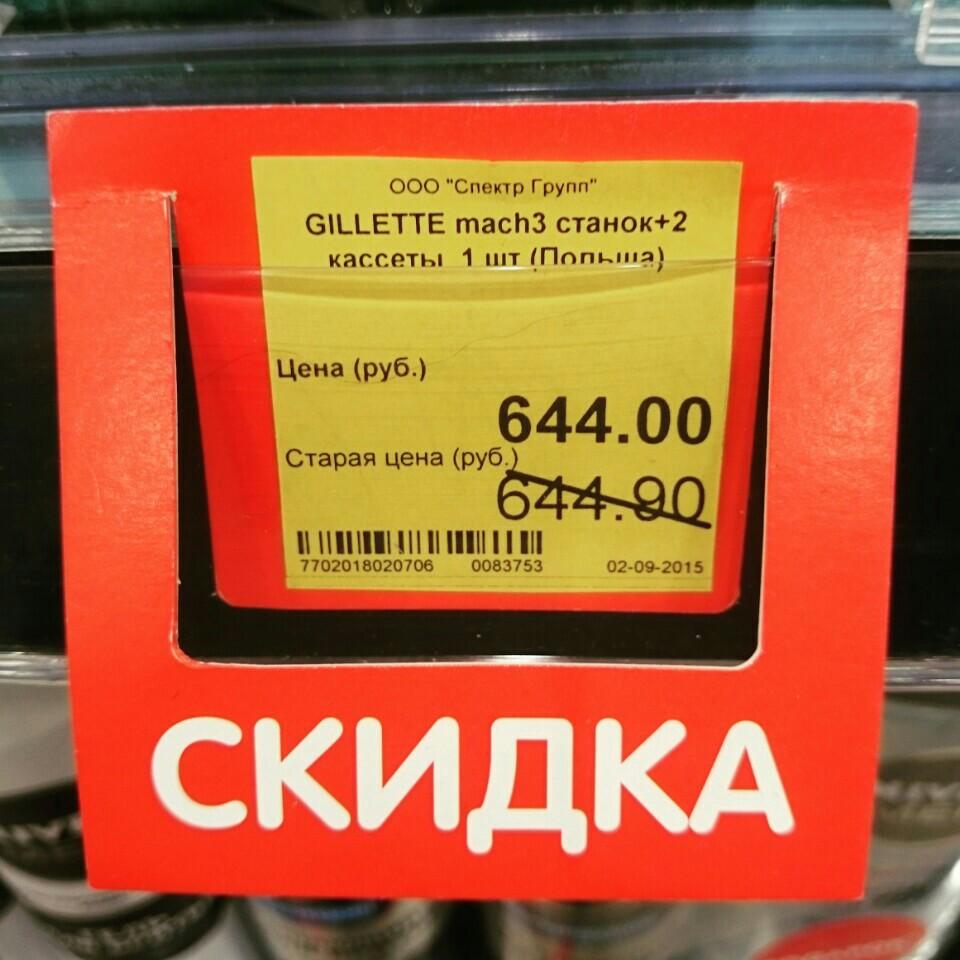 ООО "Спектр Групп"
GILLETTE mach3 станок+2
кассеты 1 шт (Польша)
Цена (руб.)
644.00
Старая цена (руб.)
644.90
7702018020706 0083753 02-09-2015
СКИДКА